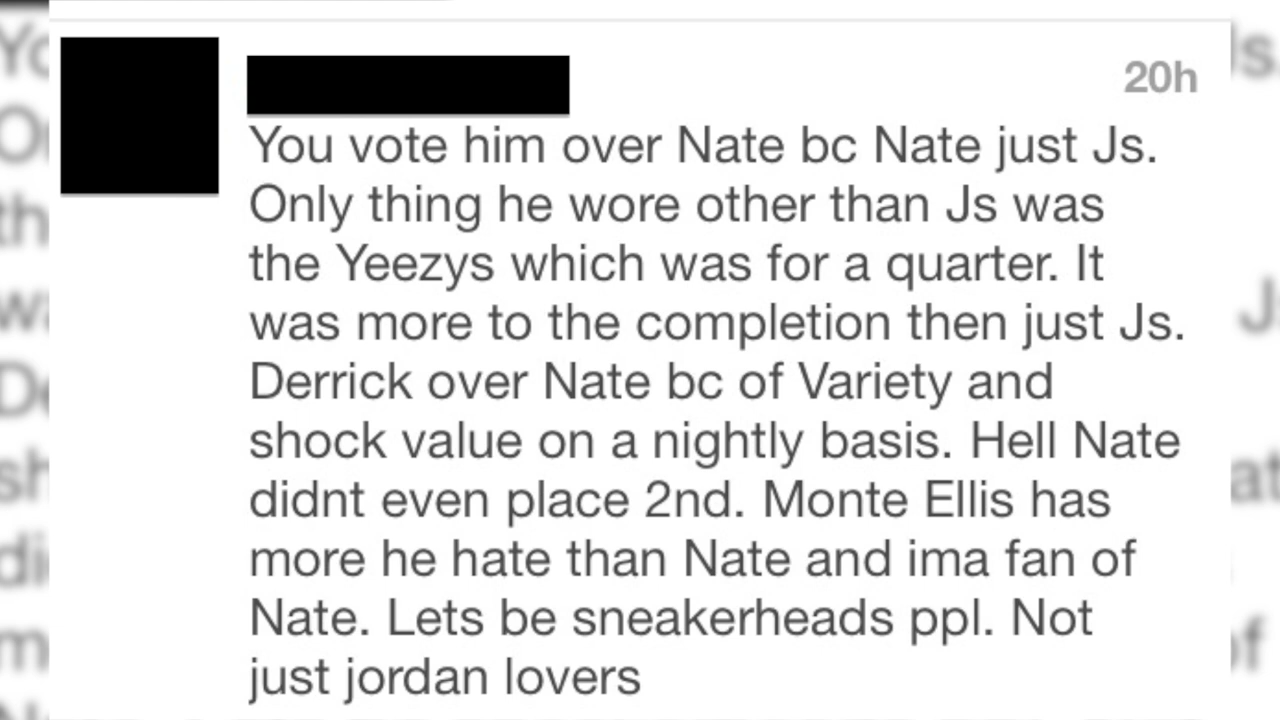 20h
You vote him over Nate bc Nate just Js.
Only thing he wore other than Js was
the Yeezys which was for a quarter. It
was more to the completion then just Js.
Derrick over Nate bc of Variety and
shock value on a nightly basis. Hell Nate
didnt even place 2nd. Monte Ellis has
more he hate than Nate and ima fan of
Nate. Lets be sneakerheads ppl. Not
just jordan lovers